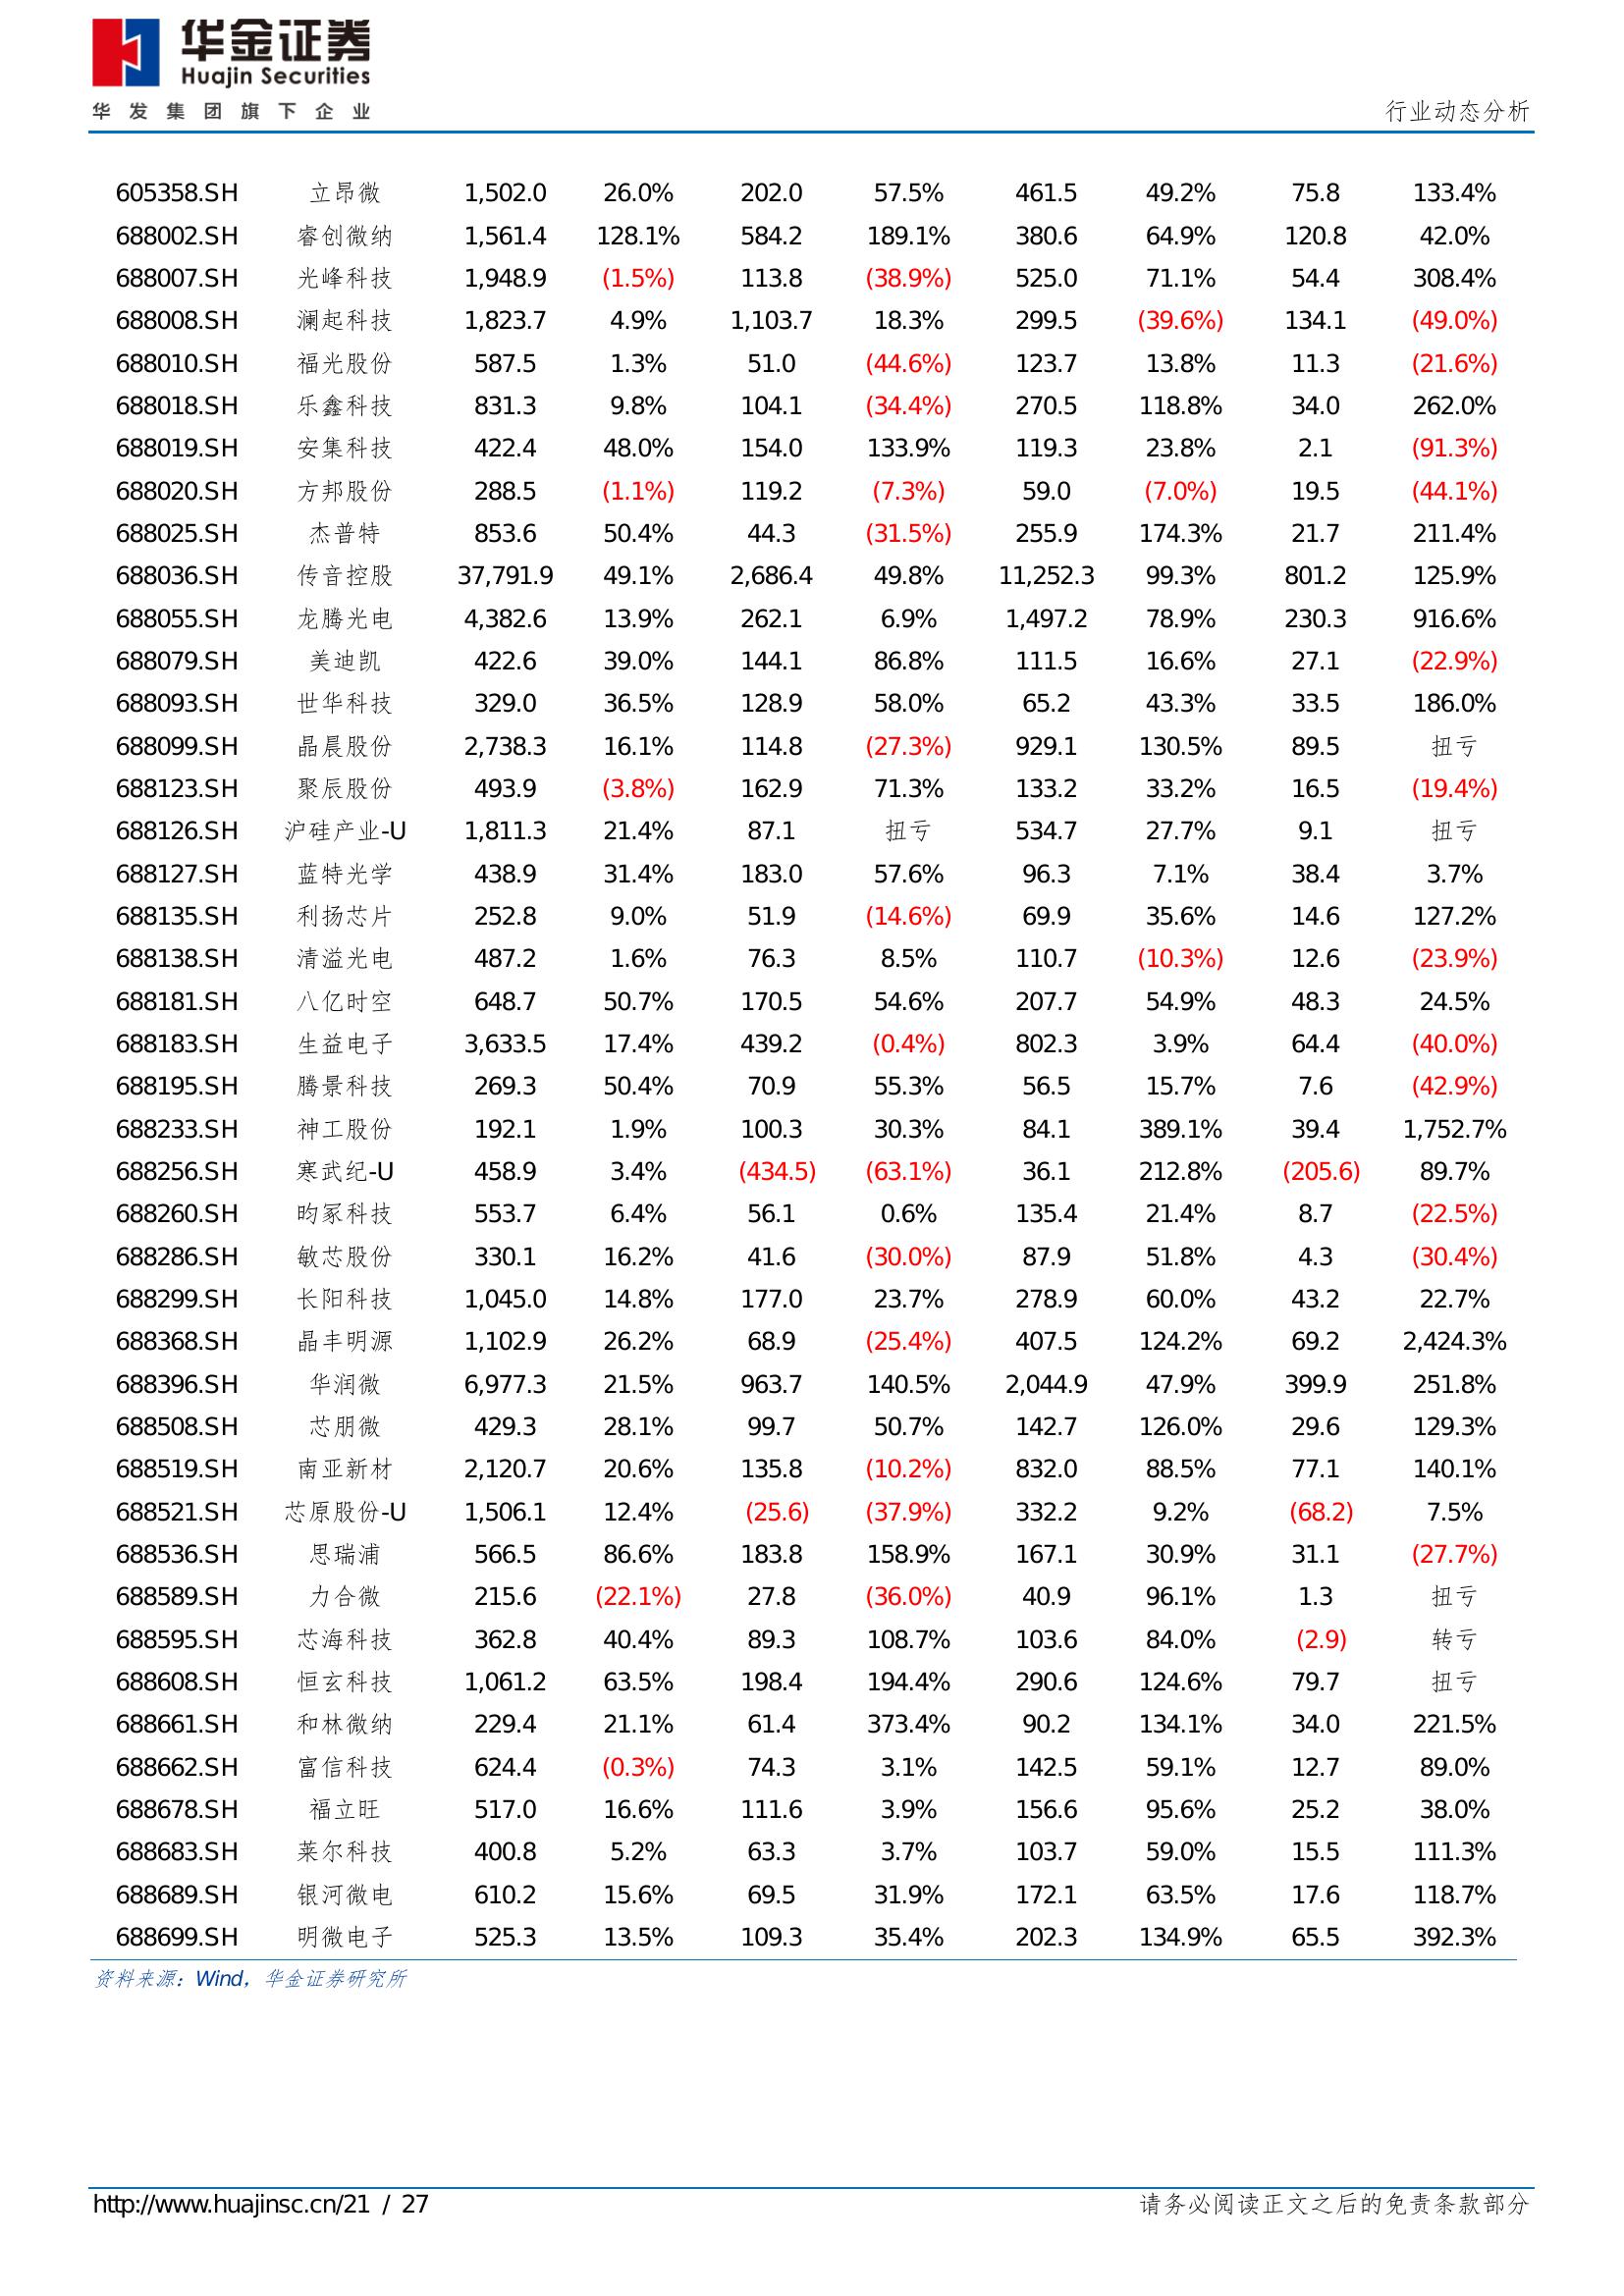 华金证券
Huajin Securities
华发集团旗下企业
行业动态分析
605358.SH 立昂微 1,502.0 26.0% 202.0 57.5% 461.5 49.2% 75.8 133.4%
688002.SH 睿创微纳 1,561.4 128.1% 584.2 189.1% 380.6 64.9% 120.8 42.0%
688007.SH 光峰科技 1,948.9 (1.5%) 113.8 (38.9%) 525.0 71.1% 54.4 308.4%
688008.SH 澜起科技 1,823.7 4.9% 1,103.7 18.3% 299.5 (39.6%) 134.1 (49.0%)
688010.SH 福光股份 587.5 1.3% 51.0 (44.6%) 123.7 13.8% 11.3 (21.6%)
688018.SH 乐鑫科技 831.3 9.8% 104.1 (34.4%) 270.5 118.8% 34.0 262.0%
688019.SH 安集科技 422.4 48.0% 154.0 133.9% 119.3 23.8% 2.1 (91.3%)
688020.SH 方邦股份 288.5 (1.1%) 119.2 (7.3%) 59.0 (7.0%) 19.5 (44.1%)
688025.SH 杰普特 853.6 50.4% 44.3 (31.5%) 255.9 174.3% 21.7 211.4%
688036.SH 传音控股 37,791.9 49.1% 2,686.4 49.8% 11,252.3 99.3% 801.2 125.9%
688055.SH 龙腾光电 4,382.6 13.9% 262.1 6.9% 1,497.2 78.9% 230.3 916.6%
688079.SH 美迪凯 422.6 39.0% 144.1 86.8% 111.5 16.6% 27.1 (22.9%)
688093.SH 世华科技 329.0 36.5% 128.9 58.0% 65.2 43.3% 33.5 186.0%
688099.SH 晶晨股份 2,738.3 16.1% 114.8 (27.3%) 929.1 130.5% 89.5 扭亏
688123.SH 聚辰股份 493.9 (3.8%) 162.9 71.3% 133.2 33.2% 16.5 (19.4%)
688126.SH 沪硅产业-U 1,811.3 21.4% 87.1 扭亏 534.7 27.7% 9.1 扭亏
688127.SH 蓝特光学 438.9 31.4% 183.0 57.6% 96.3 7.1% 38.4 3.7%
688135.SH 利扬芯片 252.8 9.0% 51.9 (14.6%) 69.9 35.6% 14.6 127.2%
688138.SH 清溢光电 487.2 1.6% 76.3 8.5% 110.7 (10.3%) 12.6 (23.9%)
688181.SH 八亿时空 648.7 50.7% 170.5 54.6% 207.7 54.9% 48.3 24.5%
688183.SH 生益电子 3,633.5 17.4% 439.2 (0.4%) 802.3 3.9% 64.4 (40.0%)
688195.SH 腾景科技 269.3 50.4% 70.9 55.3% 56.5 15.7% 7.6 (42.9%)
688233.SH 神工股份 192.1 1.9% 100.3 30.3% 84.1 389.1% 39.4 1,752.7%
688256.SH 寒武纪-U 458.9 3.4% (434.5) (63.1%) 36.1 212.8% (205.6) 89.7%
688260.SH 昀冢科技 553.7 6.4% 56.1 0.6% 135.4 21.4% 8.7 (22.5%)
688286.SH 敏芯股份 330.1 16.2% 41.6 (30.0%) 87.9 51.8% 4.3 (30.4%)
688299.SH 长阳科技 1,045.0 14.8% 177.0 23.7% 278.9 60.0% 43.2 22.7%
688368.SH 晶丰明源 1,102.9 26.2% 68.9 (25.4%) 407.5 124.2% 69.2 2,424.3%
688396.SH 华润微 6,977.3 21.5% 963.7 140.5% 2,044.9 47.9% 399.9 251.8%
688508.SH 芯朋微 429.3 28.1% 99.7 50.7% 142.7 126.0% 29.6 129.3%
688519.SH 南亚新材 2,120.7 20.6% 135.8 (10.2%) 832.0 88.5% 77.1 140.1%
688521.SH 芯原股份-U 1,506.1 12.4% (25.6) (37.9%) 332.2 9.2% (68.2) 7.5%
688536.SH 思瑞浦 566.5 86.6% 183.8 158.9% 167.1 30.9% 31.1 (27.7%)
688589.SH 力合微 215.6 (22.1%) 27.8 (36.0%) 40.9 96.1% 1.3 扭亏
688595.SH 芯海科技 362.8 40.4% 89.3 108.7% 103.6 84.0% (2.9) 转亏
688608.SH 恒玄科技 1,061.2 63.5% 198.4 194.4% 290.6 124.6% 79.7 扭亏
688661.SH 和林微纳 229.4 21.1% 61.4 373.4% 90.2 134.1% 34.0 221.5%
688662.SH 富信科技 624.4 (0.3%) 74.3 3.1% 142.5 59.1% 12.7 89.0%
688678.SH 福立旺 517.0 16.6% 111.6 3.9% 156.6 95.6% 25.2 38.0%
688683.SH 莱尔科技 400.8 5.2% 63.3 3.7% 103.7 59.0% 15.5 111.3%
688689.SH 银河微电 610.2 15.6% 69.5 31.9% 172.1 63.5% 17.6 118.7%
688699.SH 明微电子 525.3 13.5% 109.3 35.4% 202.3 134.9% 65.5 392.3%
资料来源：Wind，华金证券研究所
http://www.huajinsc.cn/21 / 27 请务必阅读正文之后的免责条款部分